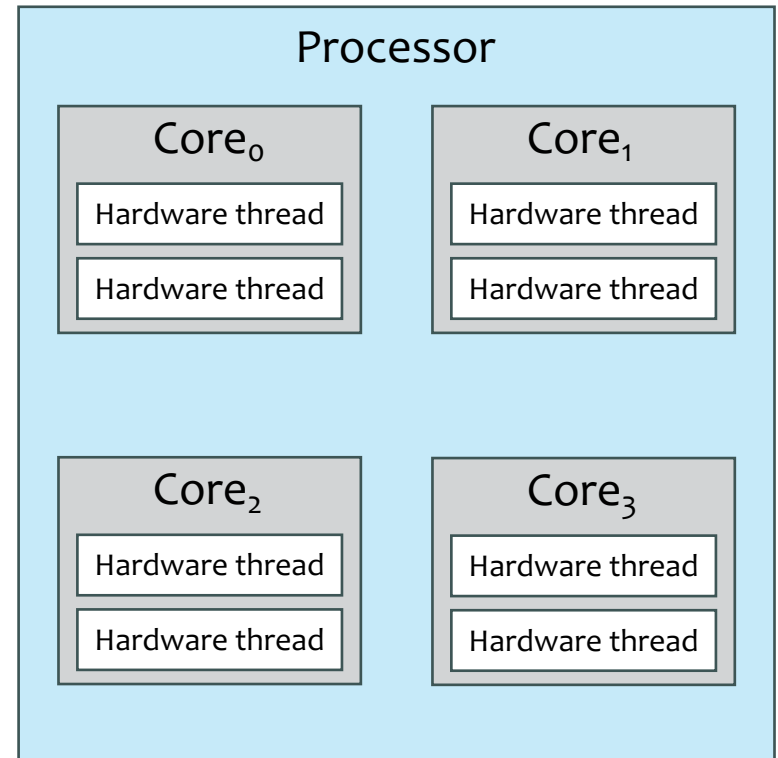 Processor
Core₀
Hardware thread
Hardware thread
Core₁
Hardware thread
Hardware thread
Core₂
Hardware thread
Hardware thread
Core₃
Hardware thread
Hardware thread